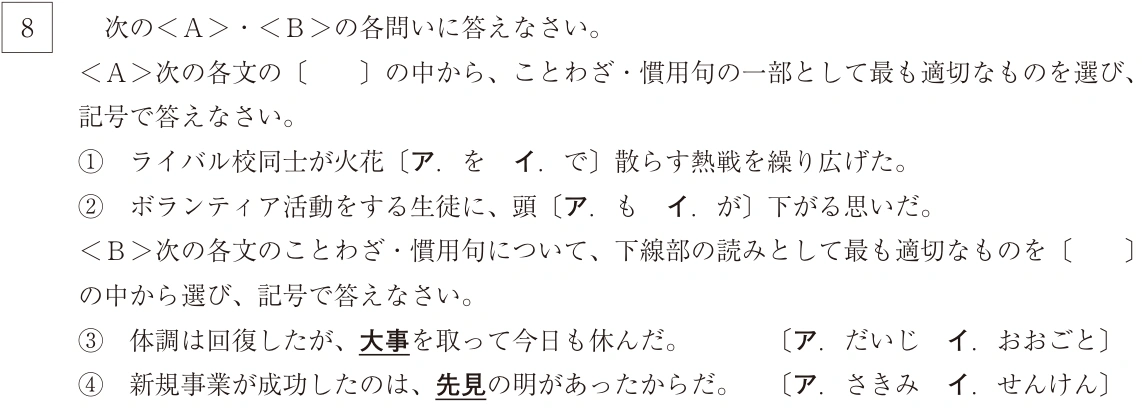 8 次の＜Ａ＞・＜Ｂ＞の各問いに答えなさい。
＜Ａ＞次の各文の〔　　〕の中から、ことわざ・慣用句の一部として最も適切なものを選び、
記号で答えなさい。
①　ライバル校同士が火花〔ア．を　イ．で〕散らす熱戦を繰り広げた。
②　ボランティア活動をする生徒に、頭〔ア．も　イ．が〕下がる思いだ。
＜Ｂ＞次の各文のことわざ・慣用句について、下線部の読みとして最も適切なものを〔　　〕
の中から選び、記号で答えなさい。
③　体調は回復したが、大事を取って今日も休んだ。　〔ア．だいじ　イ．おおごと〕
④　新規事業が成功したのは、先見の明があったからだ。　〔ア．さきみ　イ．せんけん〕